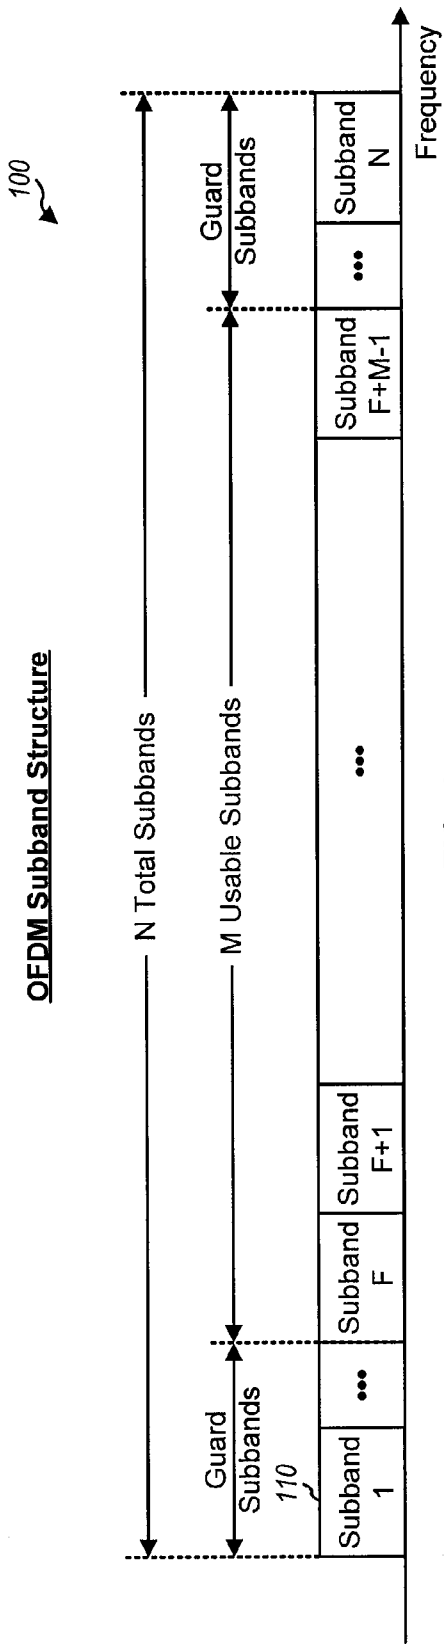 OFDM Subband Structure
100
N Total Subbands
M Usable Subbands
Guard
Subbands
Guard
Subbands
110
Subband
1
•••
Subband
F
Subband
F+1
•••
Subband
F+M-1
•••
Subband
N
Frequency